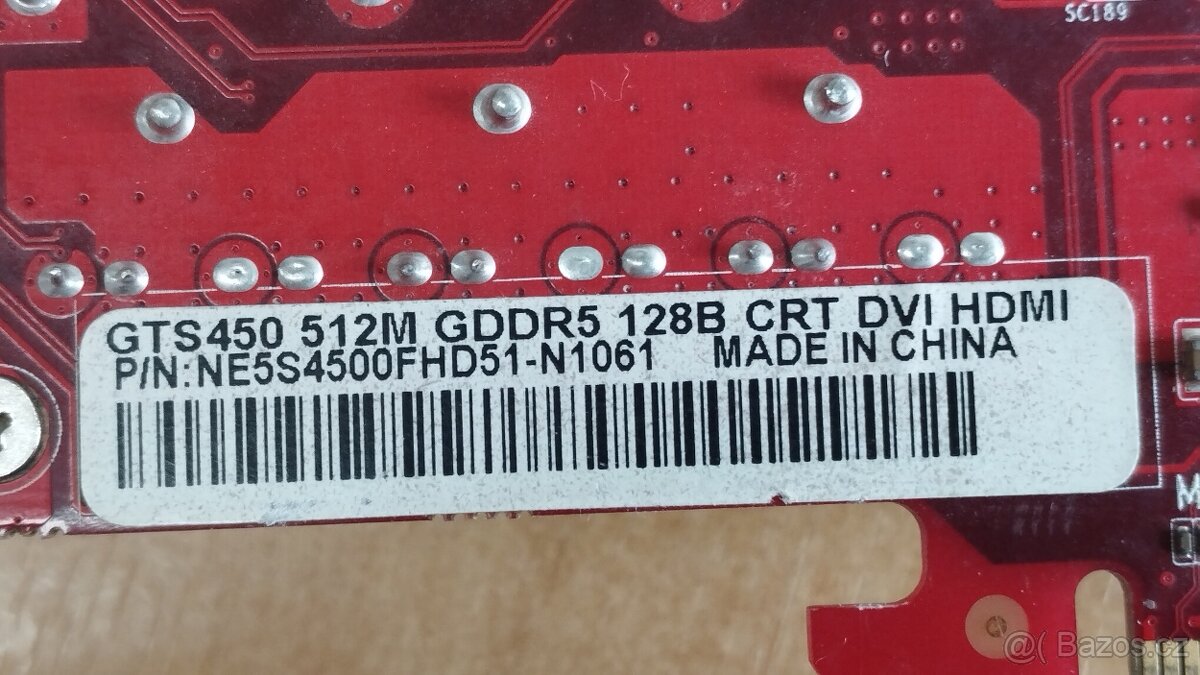 SC189
GTS450 512M GDDR5 128B CRT DVI HDMI
P/N:NE5S4500FHD51-N1061 MADE IN CHINA
M
@( Bazos.cz